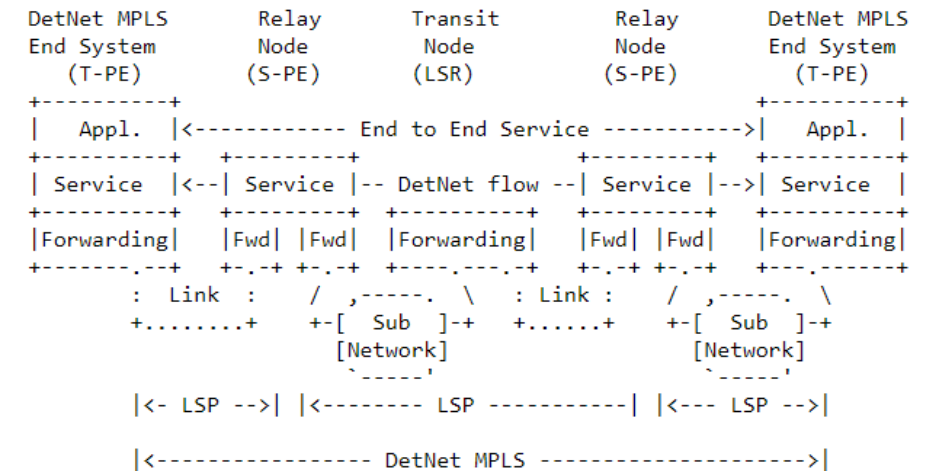 DetNet MPLS       Relay       Transit         Relay       DetNet MPLS
End System        Node         Node           Node        End System
   (T-PE)        (S-PE)       (LSR)          (S-PE)         (T-PE)
+----------+                                             +----------+
|   Appl.  |<------------ End to End Service ----------->|   Appl.  |
+----------+   +---------+                 +---------+   +----------+
| Service  |<--| Service |-- DetNet flow --| Service |-->| Service  |
+----------+   +---------+  +----------+   +---------+   +----------+
|Forwarding|   |Fwd| |Fwd|  |Forwarding|   |Fwd| |Fwd|   |Forwarding|
+-------.--+   +-.-+ +-.-+  +----.---.-+   +-.-+ +-.-+   +---.------+
        :  Link  :    /  ,-----.  \   : Link :    /  ,-----.  \
        +........+    +-[  Sub  ]-+   +......+    +-[  Sub  ]-+
                        [Network]                   [Network]
                         `-----'                     `-----'
        |<- LSP -->| |<-------- LSP -----------| |<--- LSP -->|
        |<----------------- DetNet MPLS --------------------->|